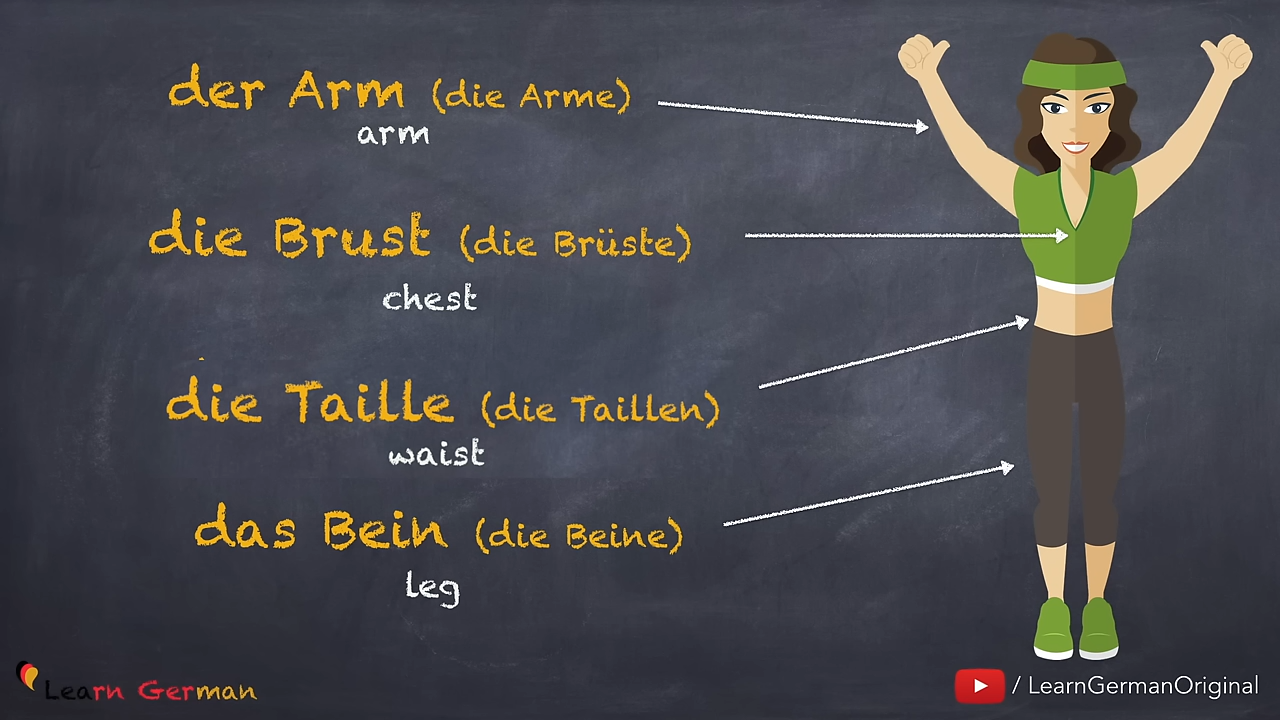 der Arm (die Arme)
arm
die Brust (die Brüste)
chest
die Taille (die Taillen)
waist
das Bein (die Beine)
leg
Learn German
/ LearnGermanOriginal